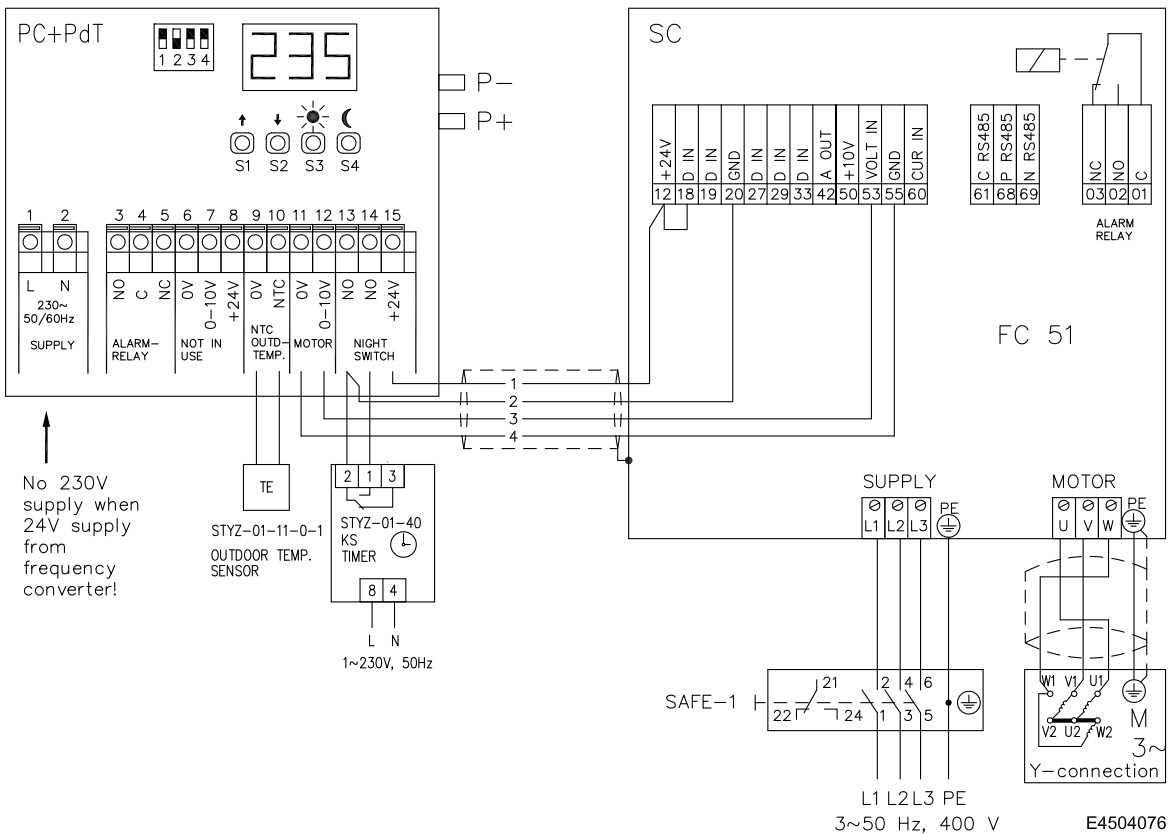 PC+PdT
1 2 3 4
235
P-
P+
S1 S2 S3 S4
1 2 3 4 5 6 7 8 9 10 11 12 13 14 15
L N
230~
50/60Hz
SUPPLY
NO C NC
ALARM-
RELAY
0V 0-10V +24V
NOT IN
USE
0V NTC
NTC
OUTD-
TEMP.
0V 0-10V
MOTOR
NO NO +24V
NIGHT
SWITCH
1
2
3
4
No 230V
supply when
24V supply
from
frequency
converter!
TE
STYZ-01-11-0-1
OUTDOOR TEMP.
SENSOR
2 1 3
STYZ-01-40
KS
TIMER
8 4
L N
1~230V, 50Hz
SC
+24V D IN D IN GND D IN D IN D IN A OUT +10V VOLT IN GND CUR IN
12 18 19 20 27 29 33 42 50 53 55 60
C RS485 P RS485 N RS485
61 68 69
NC NO C
03 02 01
ALARM
RELAY
FC 51
SUPPLY
L1 L2 L3 PE
MOTOR
U V W PE
SAFE-1
21 2 4 6
22 24 1 3 5
L1 L2 L3 PE
3~50 Hz, 400 V
W1 V1 U1
V2 U2 W2
M
3~
Y-connection
E4504076